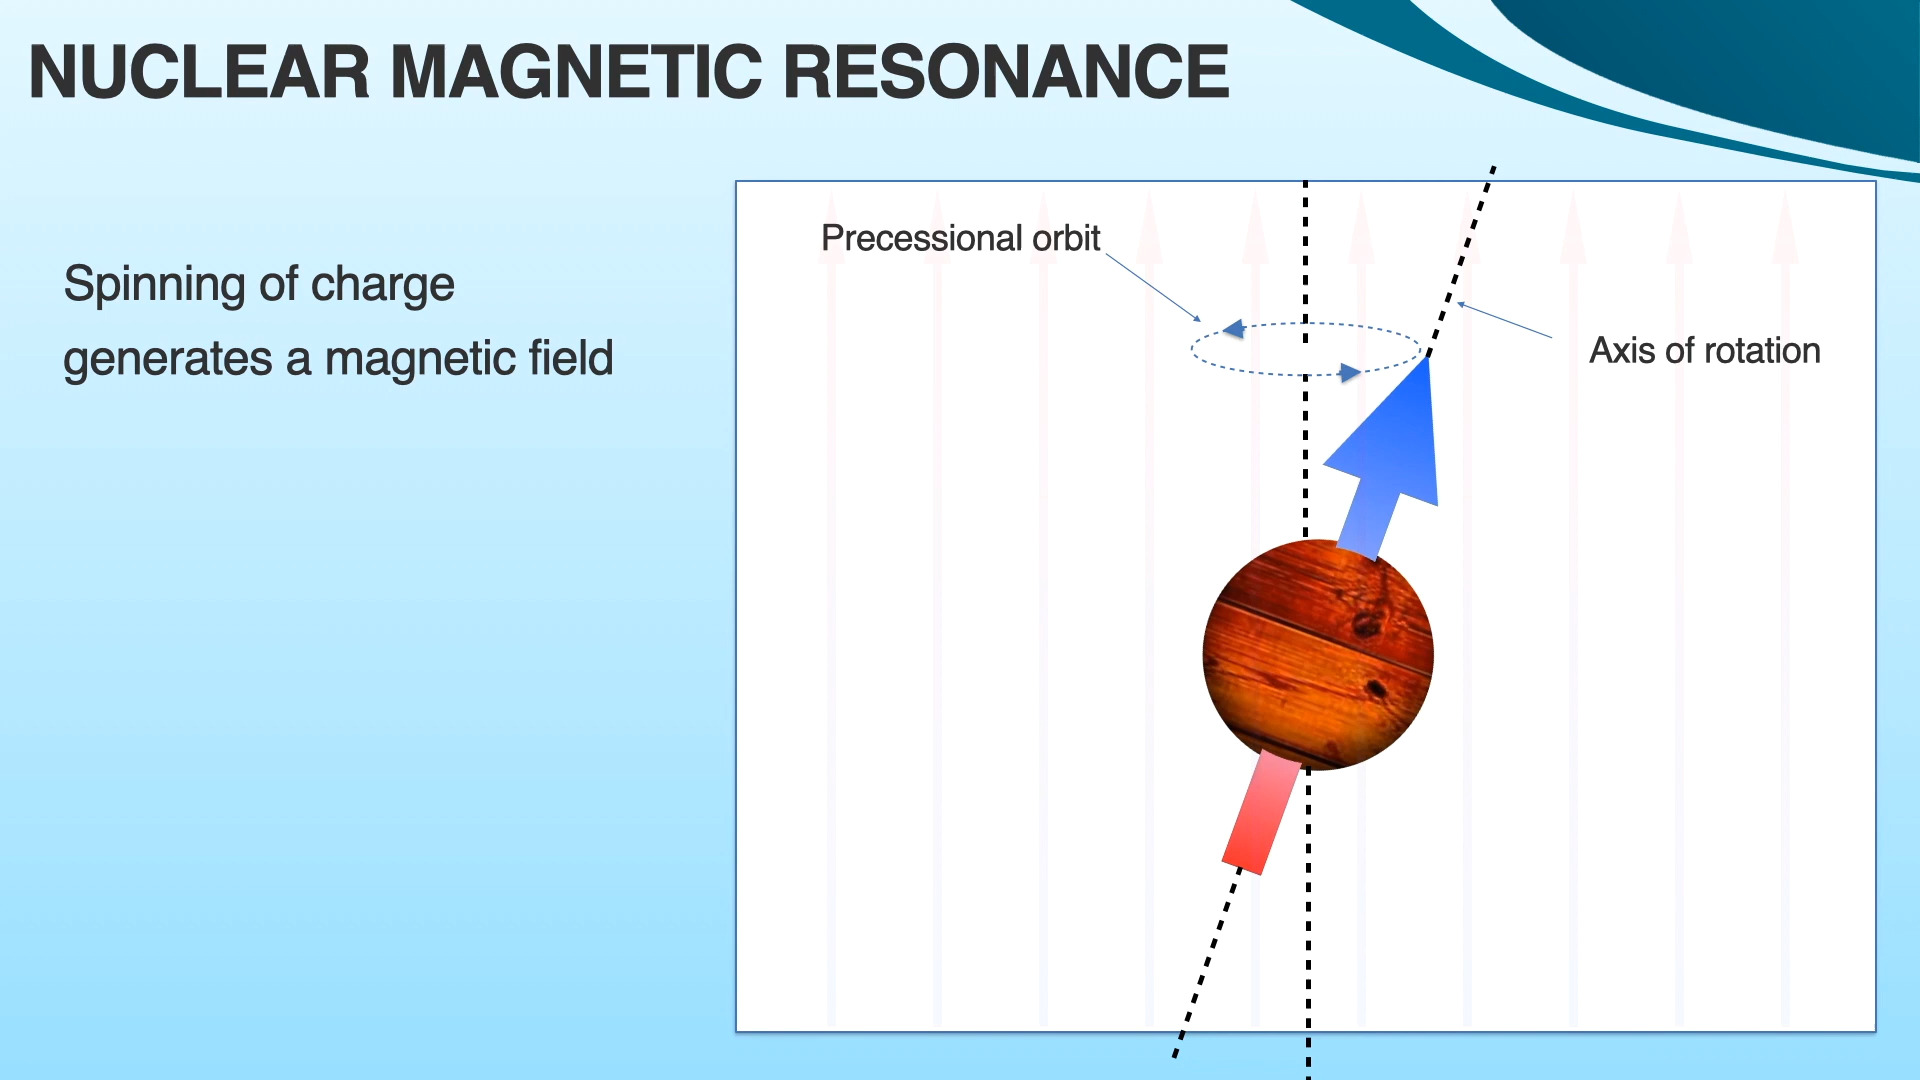 NUCLEAR MAGNETIC RESONANCE
Spinning of charge
generates a magnetic field
Precessional orbit
Axis of rotation